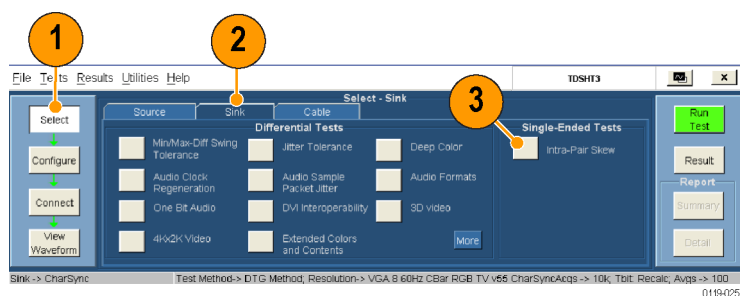 1
2
3
File Tests Results Utilities Help
TDSHT3
x
Select - Sink
Select
Configure
Connect
View
Waveform
Source
Sink
Cable
Differential Tests
Min/Max-Diff Swing
Tolerance
Jitter Tolerance
Deep Color
Audio Clock
Regeneration
Audio Sample
Packet Jitter
Audio Formats
One Bit Audio
DVI Interoperability
3D video
4Kx2K Video
Extended Colors
and Contents
More
Single-Ended Tests
Intra-Pair Skew
Run
Test
Result
Report
Summary
Detail
Sink -> CharSync
Test Method-> DTG Method; Resolution-> VGA 8 60Hz CBar RGB TV v55 CharSyncAcqs -> 10k, Tbit: Recalc, Avgs -> 100
0119-025